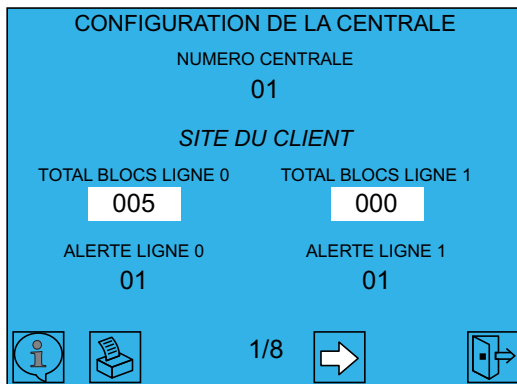 CONFIGURATION DE LA CENTRALE
NUMERO CENTRALE
01
SITE DU CLIENT
TOTAL BLOCS LIGNE 0 TOTAL BLOCS LIGNE 1
005 000
ALERTE LIGNE 0 ALERTE LIGNE 1
01 01
i 1/8